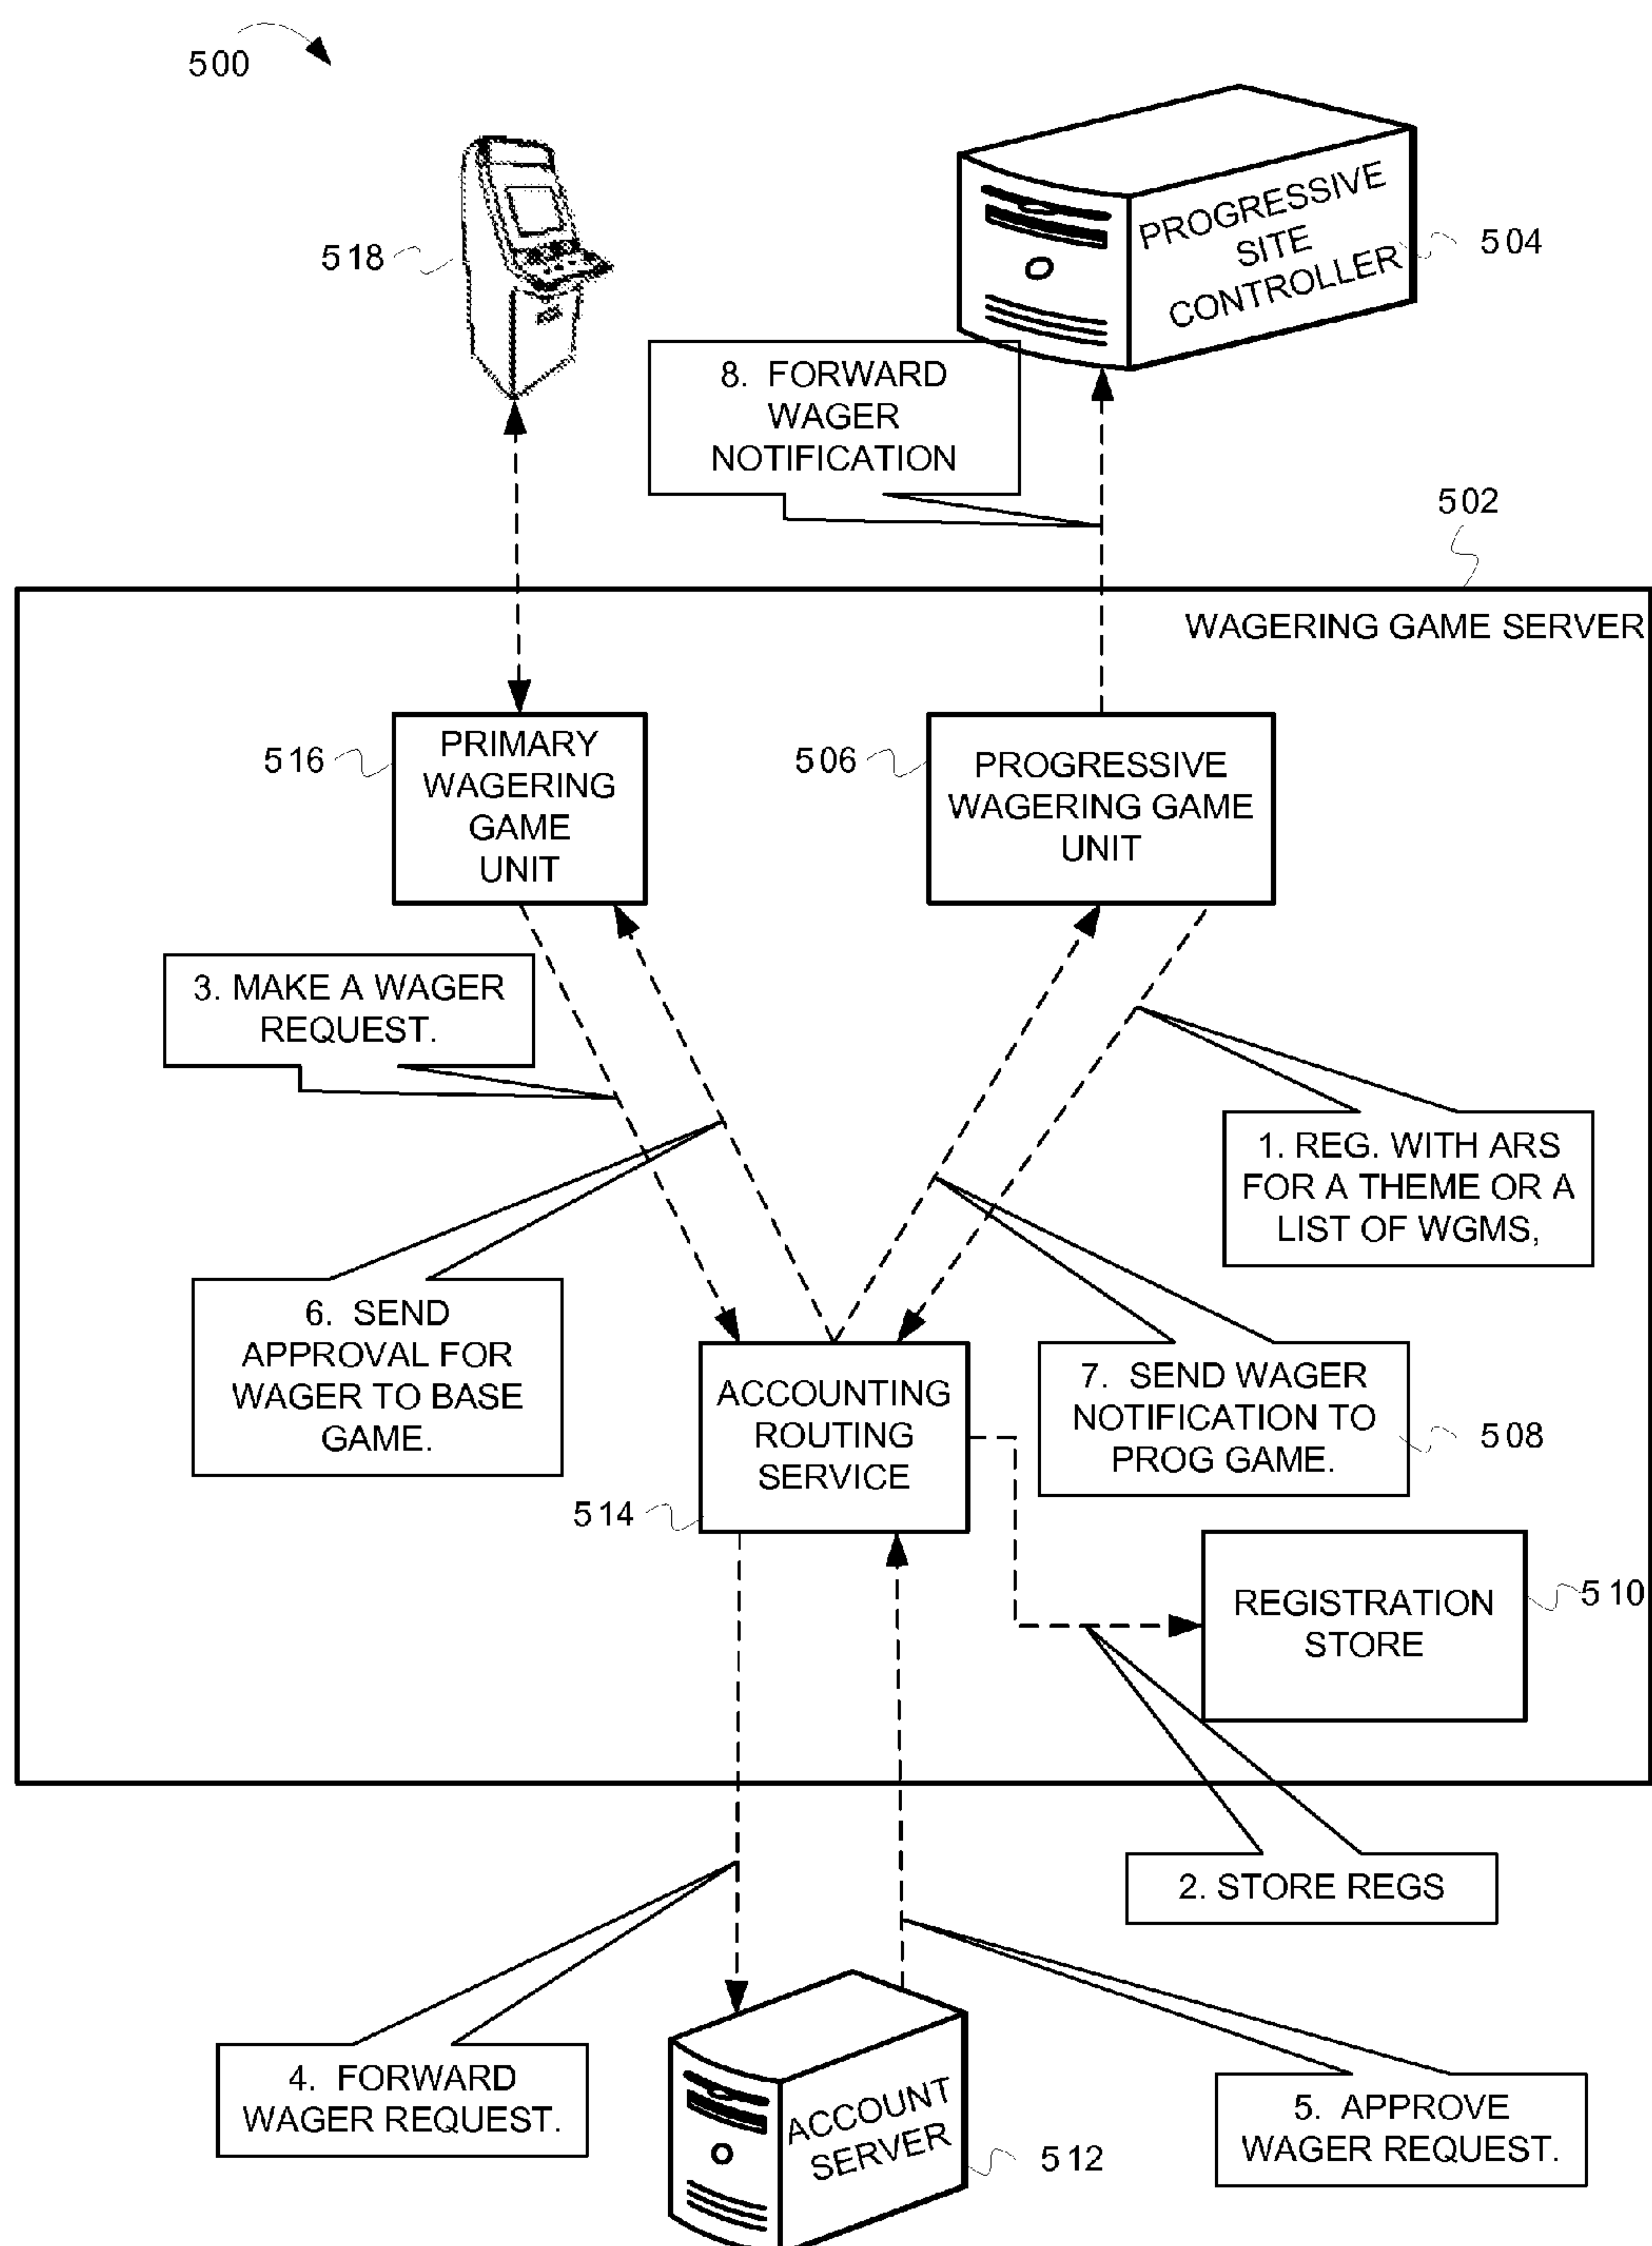 500
518
PROGRESSIVE
SITE
CONTROLLER
504
8. FORWARD
WAGER
NOTIFICATION
502
WAGERING GAME SERVER
516
PRIMARY
WAGERING
GAME
UNIT
506
PROGRESSIVE
WAGERING GAME
UNIT
3. MAKE A WAGER
REQUEST.
1. REG. WITH ARS
FOR A THEME OR A
LIST OF WGMS,
6. SEND
APPROVAL FOR
WAGER TO BASE
GAME.
ACCOUNTING
ROUTING
SERVICE
514
7. SEND WAGER
NOTIFICATION TO
PROG GAME.
508
REGISTRATION
STORE
510
2. STORE REGS
4. FORWARD
WAGER REQUEST.
ACCOUNT
SERVER
512
5. APPROVE
WAGER REQUEST.